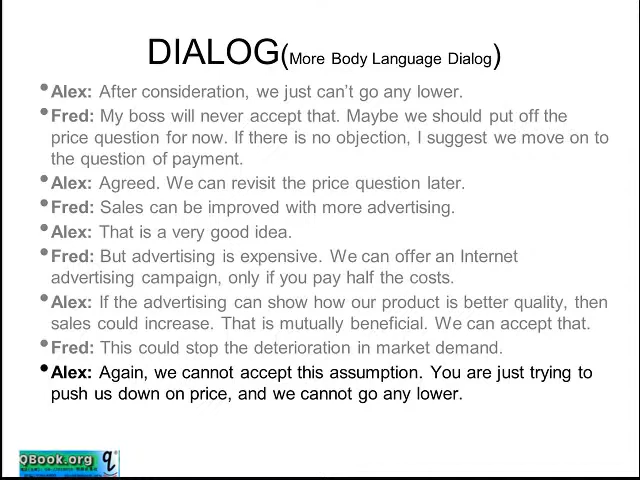 DIALOG(More Body Language Dialog)
•Alex: After consideration, we just can't go any lower.
•Fred: My boss will never accept that. Maybe we should put off the
price question for now. If there is no objection, I suggest we move on to
the question of payment.
•Alex: Agreed. We can revisit the price question later.
•Fred: Sales can be improved with more advertising.
•Alex: That is a very good idea.
•Fred: But advertising is expensive. We can offer an Internet
advertising campaign, only if you pay half the costs.
•Alex: If the advertising can show how our product is better quality, then
sales could increase. That is mutually beneficial. We can accept that.
•Fred: This could stop the deterioration in market demand.
•Alex: Again, we cannot accept this assumption. You are just trying to
push us down on price, and we cannot go any lower.
QBook.org q